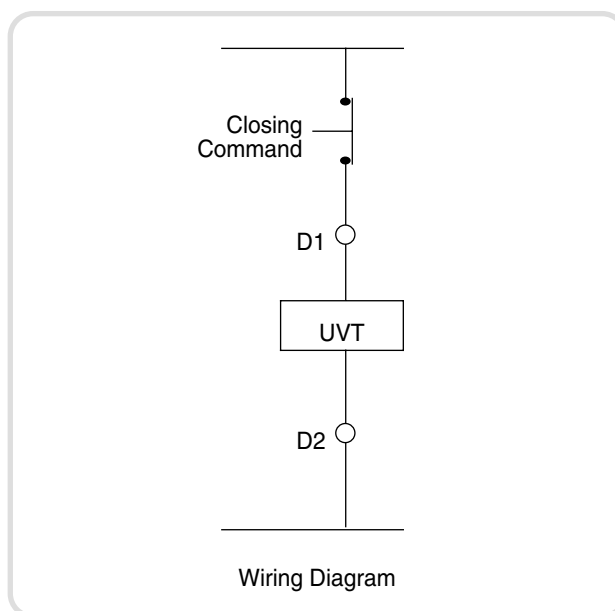 Closing
Command
D1
UVT
D2
Wiring Diagram